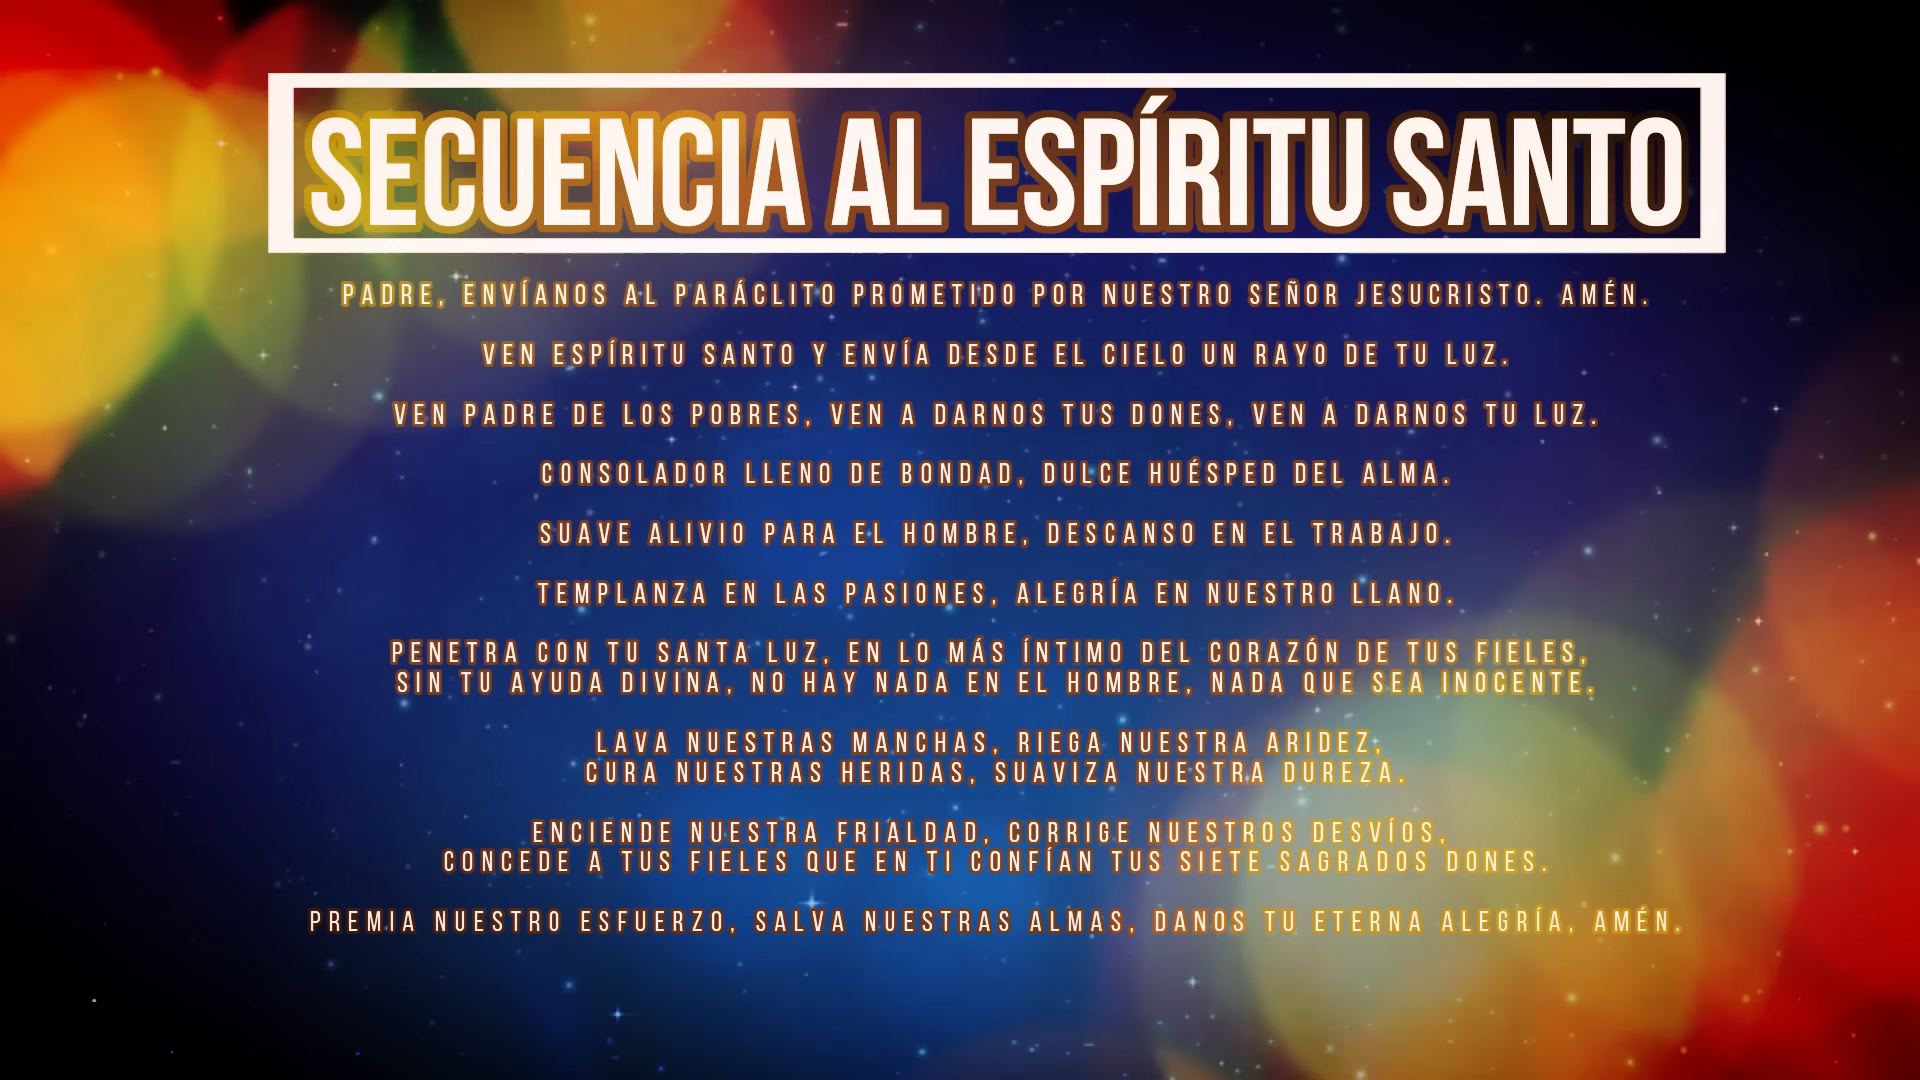 SECUENCIA AL ESPÍRITU SANTO
PADRE, ENVÍANOS AL PARÁCLITO PROMETIDO POR NUESTRO SEÑOR JESUCRISTO. AMÉN.
VEN ESPÍRITU SANTO Y ENVÍA DESDE EL CIELO UN RAYO DE TU LUZ.
VEN PADRE DE LOS POBRES, VEN A DARNOS TUS DONES, VEN A DARNOS TU LUZ.
CONSOLADOR LLENO DE BONDAD, DULCE HUÉSPED DEL ALMA.
SUAVE ALIVIO PARA EL HOMBRE, DESCANSO EN EL TRABAJO.
TEMPLANZA EN LAS PASIONES, ALEGRÍA EN NUESTRO LLANO.
PENETRA CON TU SANTA LUZ, EN LO MÁS ÍNTIMO DEL CORAZÓN DE TUS FIELES,
SIN TU AYUDA DIVINA, NO HAY NADA EN EL HOMBRE, NADA QUE SEA INOCENTE.
LAVA NUESTRAS MANCHAS, RIEGA NUESTRA ARIDEZ,
CURA NUESTRAS HERIDAS, SUAVIZA NUESTRA DUREZA.
ENCIENDE NUESTRA FRIALDAD, CORRIGE NUESTROS DESVÍOS,
CONCEDE A TUS FIELES QUE EN TI CONFÍAN TUS SIETE SAGRADOS DONES.
PREMIA NUESTRO ESFUERZO, SALVA NUESTRAS ALMAS, DANOS TU ETERNA ALEGRÍA, AMÉN.